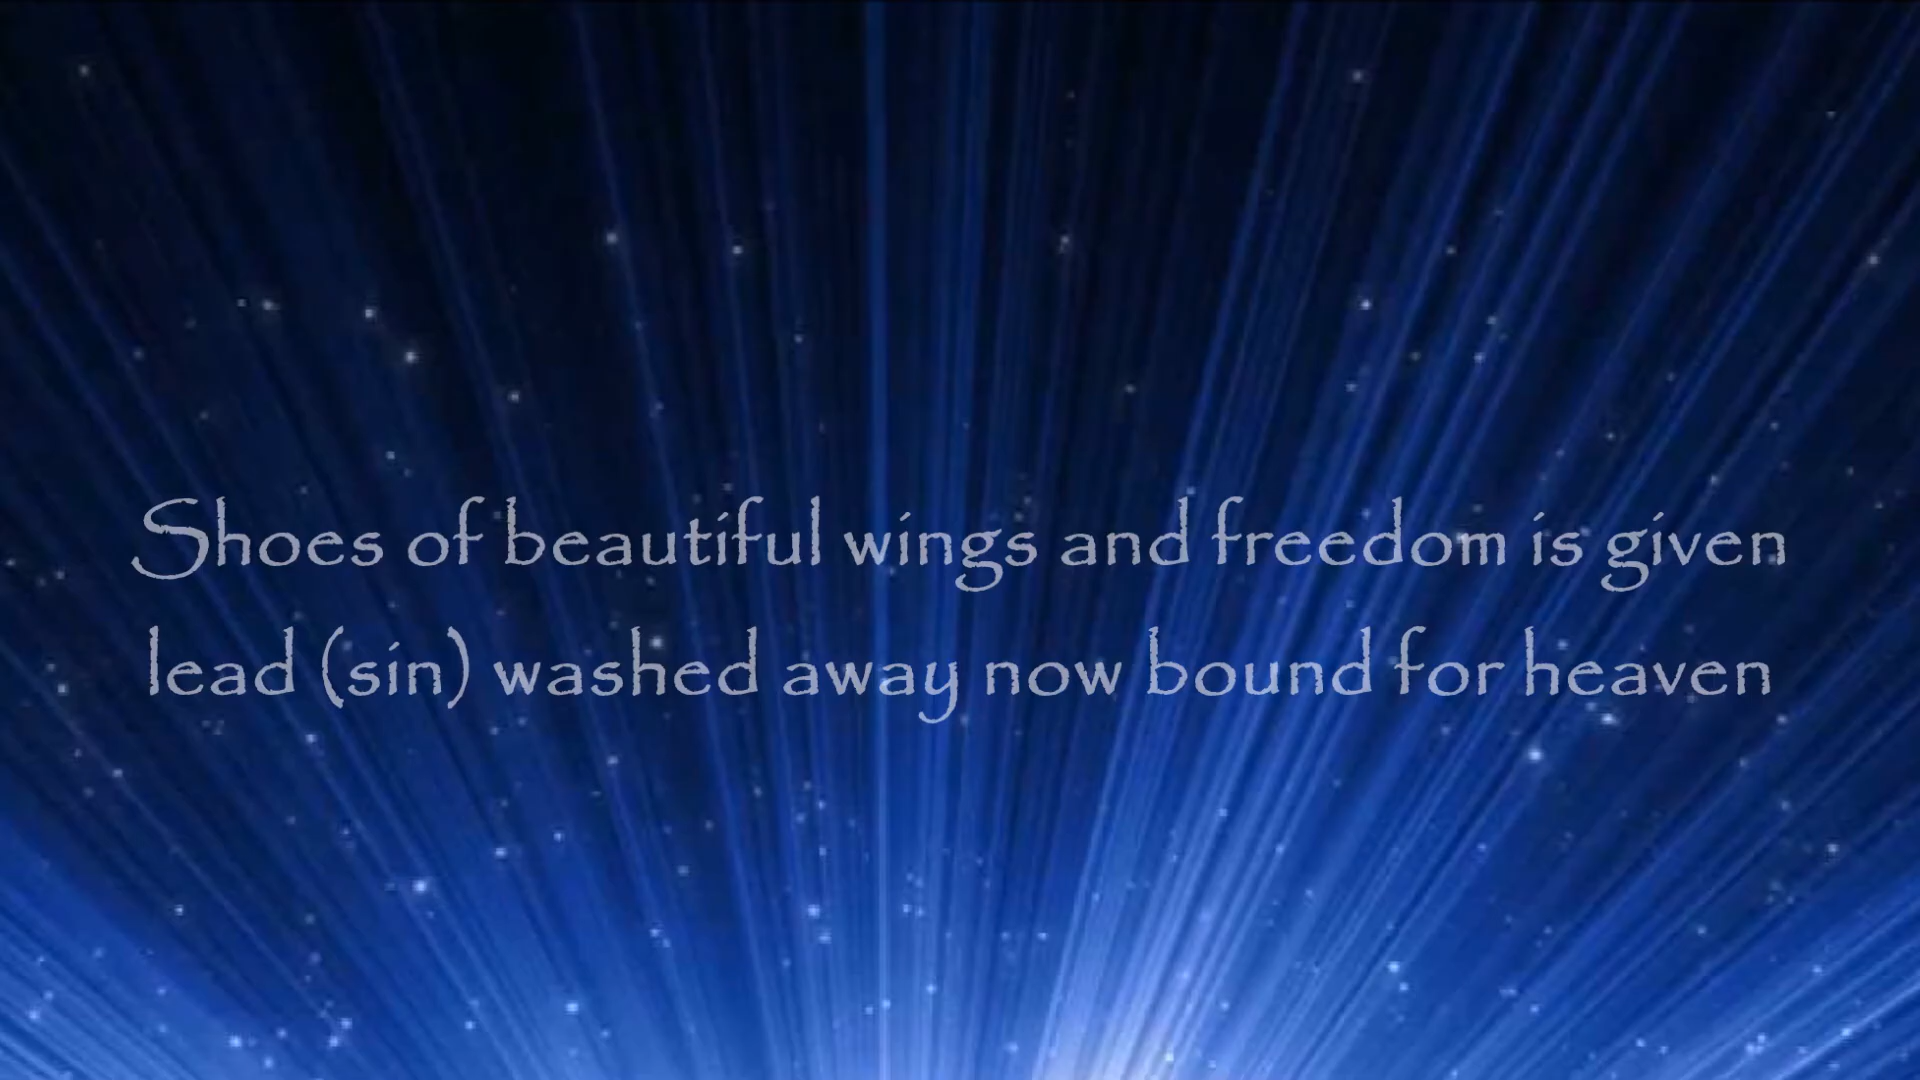 Shoes of beautiful wings and freedom is given
lead (sin) washed away now bound for heaven